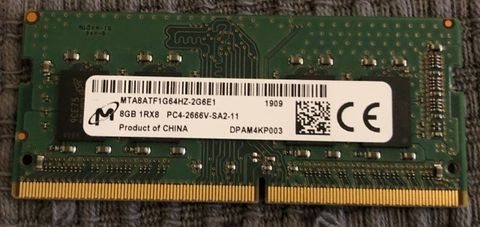 MTA8ATF1G64HZ-2G6E1 1909
8GB 1RX8 PC4-2666V-SA2-11
Product of CHINA DPAM4KP003
CE